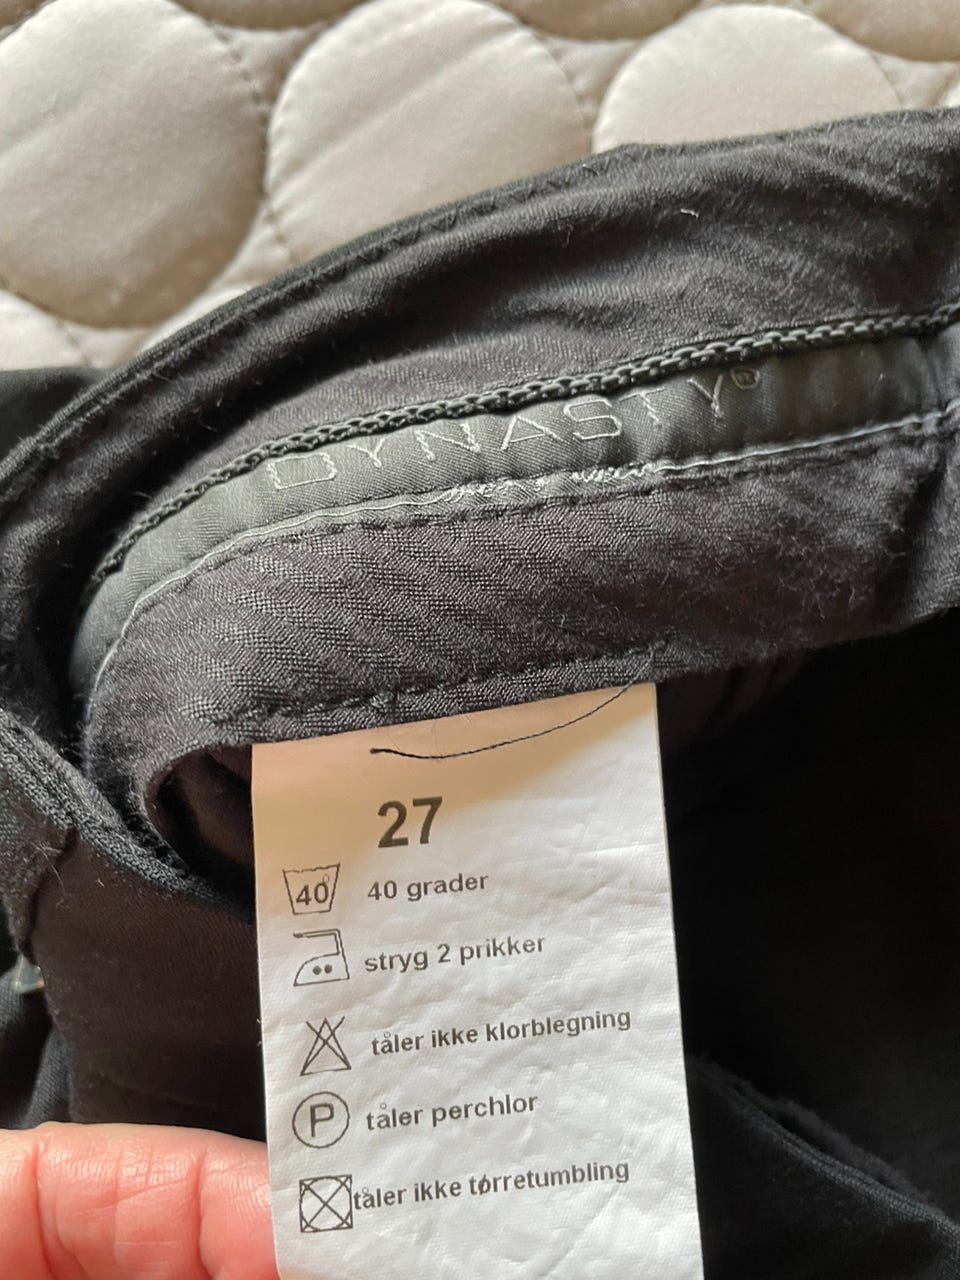 DYNASTY®
27
40° 40 grader
stryg 2 prikker
tåler ikke klorblegning
P tåler perchlor
tåler ikke tørretumbling